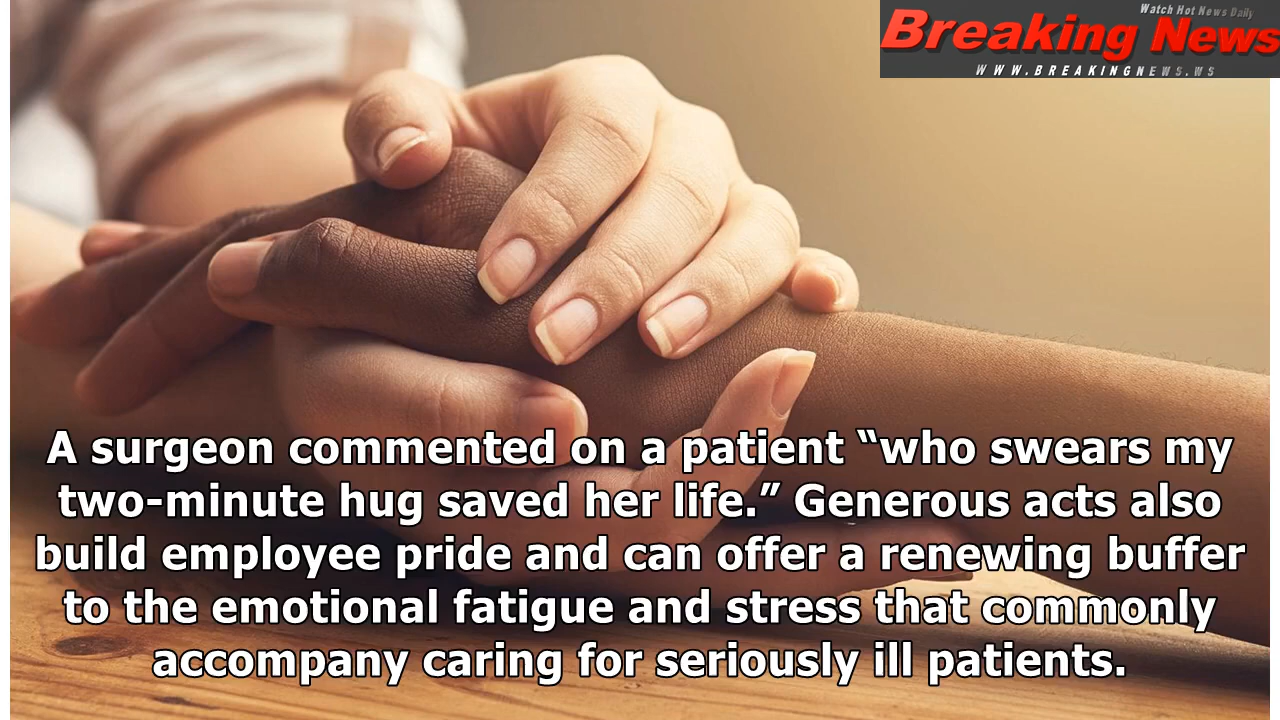 Watch Hot News Daily
Breaking News
WWW.BREAKINGNEWS.WS
A surgeon commented on a patient “who swears my
two-minute hug saved her life.” Generous acts also
build employee pride and can offer a renewing buffer
to the emotional fatigue and stress that commonly
accompany caring for seriously ill patients.